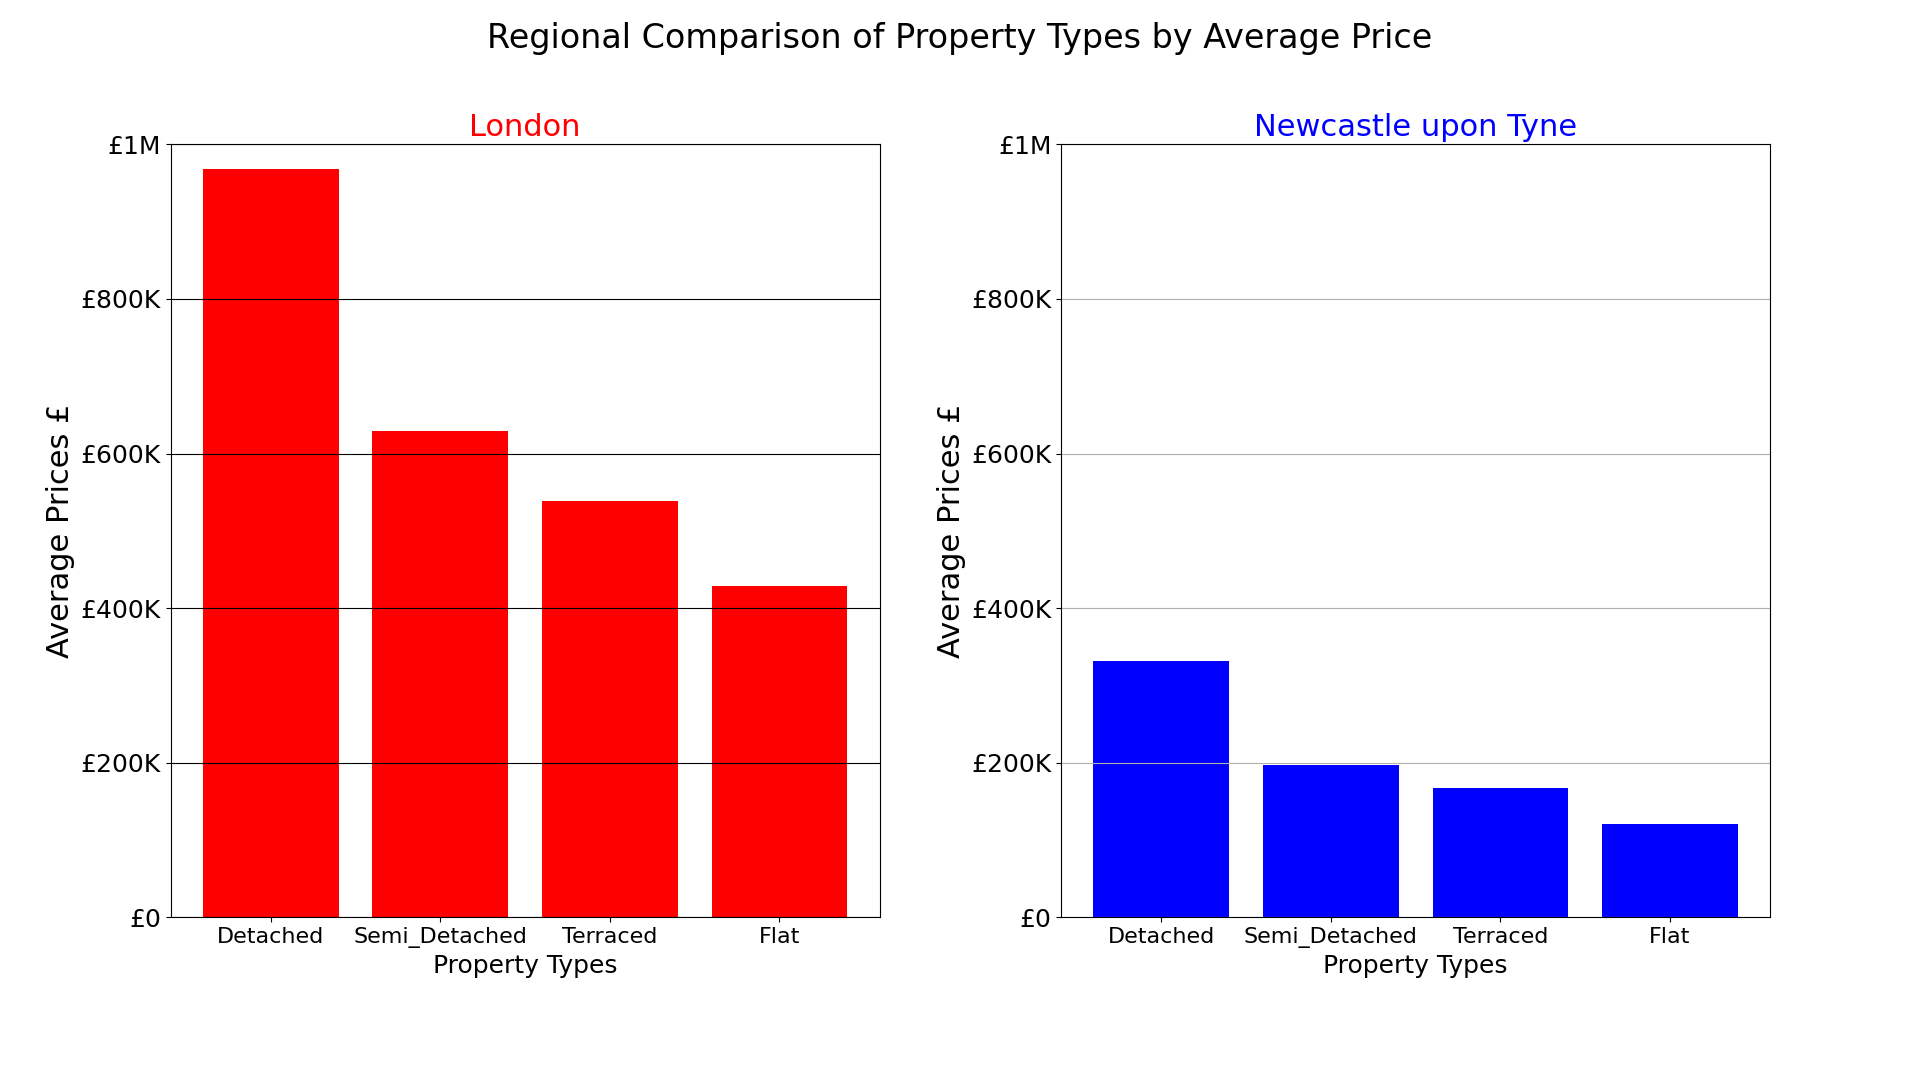 Regional Comparison of Property Types by Average Price
London
£1M
£800K
£600K
£400K
£200K
£0
Average Prices £
Detached Semi_Detached Terraced Flat
Property Types
Newcastle upon Tyne
£1M
£800K
£600K
£400K
£200K
£0
Average Prices £
Detached Semi_Detached Terraced Flat
Property Types